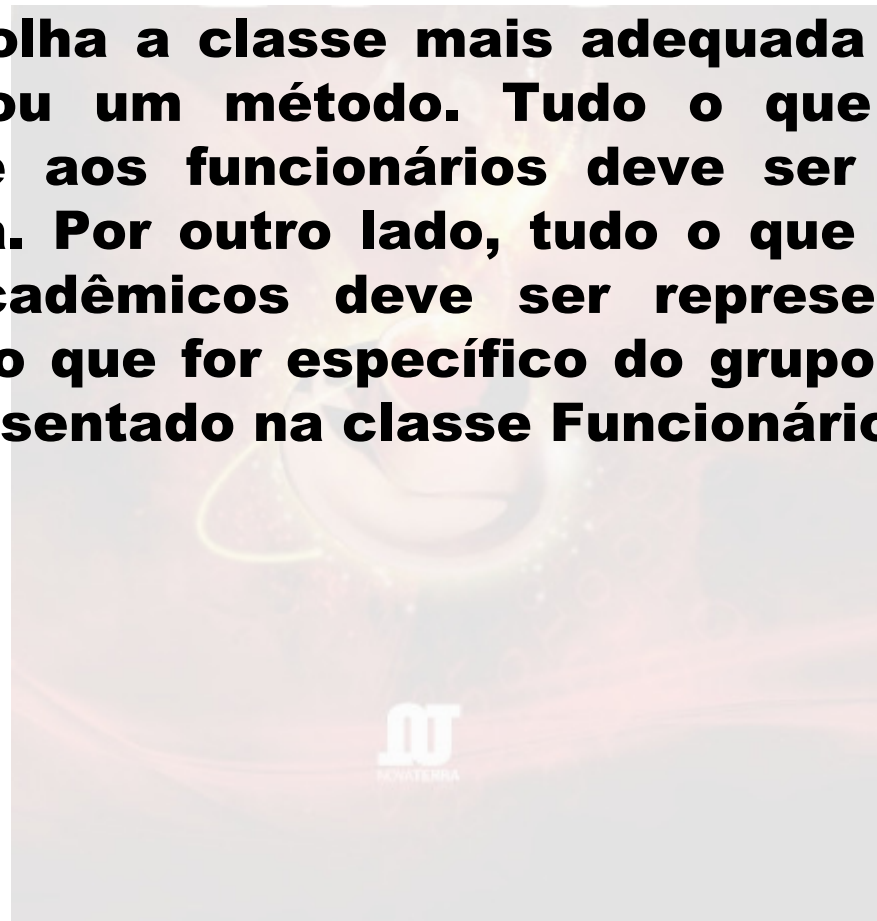 olha a classe mais adequada
ou um método. Tudo o que
e aos funcionários deve ser
a. Por outro lado, tudo o que
cadêmicos deve ser represe
o que for específico do grupo
sentado na classe Funcionário
NOVATERRA